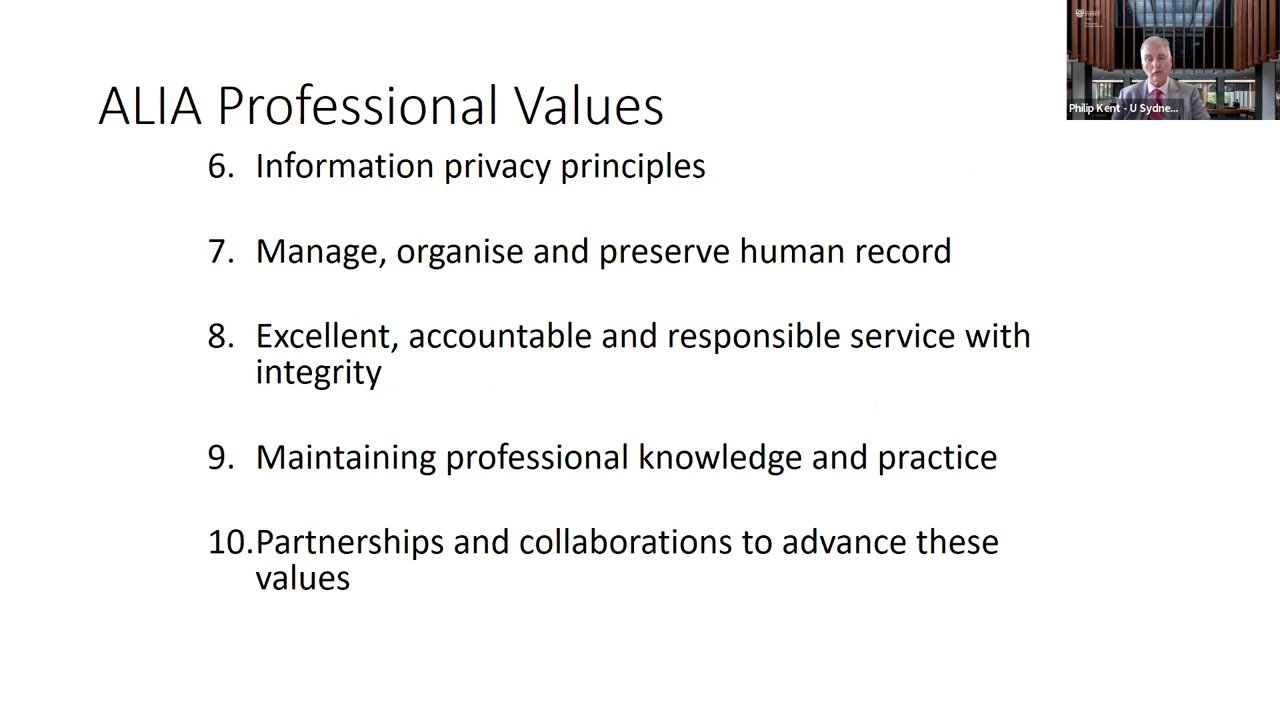 ALIA Professional Values
6. Information privacy principles
7. Manage, organise and preserve human record
8. Excellent, accountable and responsible service with
integrity
9. Maintaining professional knowledge and practice
10.Partnerships and collaborations to advance these
values
Philip Kent - U Sydne...